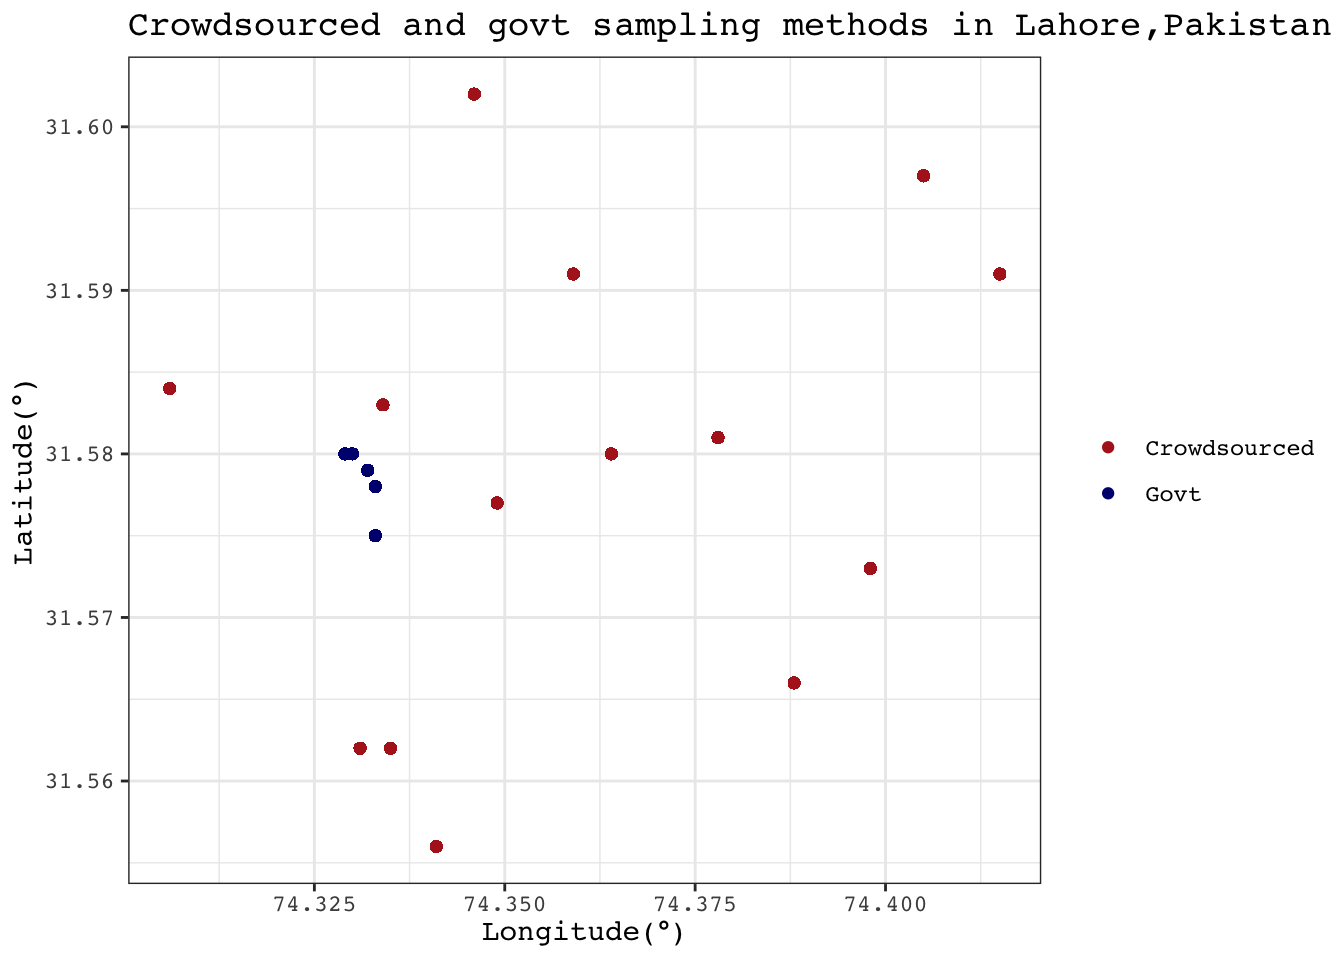 Crowdsourced and govt sampling methods in Lahore,Pakistan
31.60
31.59
31.58
31.57
31.56
Latitude(°)
74.325 74.350 74.375 74.400
Longitude(°)
Crowdsourced
Govt